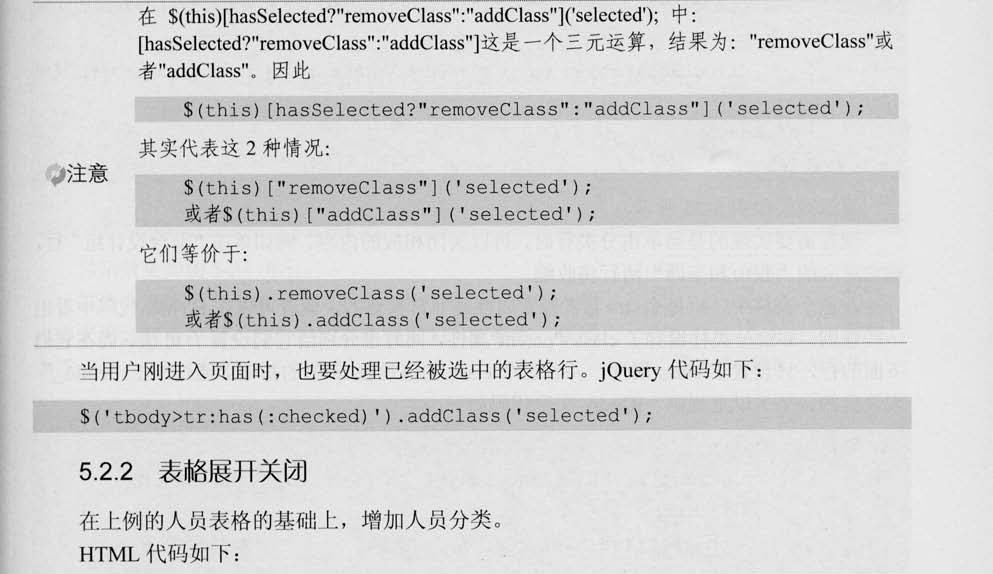 在 $(this)[hasSelected?"removeClass":"addClass"]('selected'); 中：
[hasSelected?"removeClass":"addClass"]这是一个三元运算，结果为："removeClass"或
者"addClass"。因此
$(this)[hasSelected?"removeClass":"addClass"]('selected');
其实代表这 2 种情况：
注意
$(this)["removeClass"]('selected');
或者$(this)["addClass"]('selected');
它们等价于：
$(this).removeClass('selected');
或者$(this).addClass('selected');
当用户刚进入页面时，也要处理已经被选中的表格行。jQuery 代码如下：
$('tbody>tr:has(:checked)').addClass('selected');
5.2.2 表格展开关闭
在上例的人员表格的基础上，增加人员分类。
HTML 代码如下：